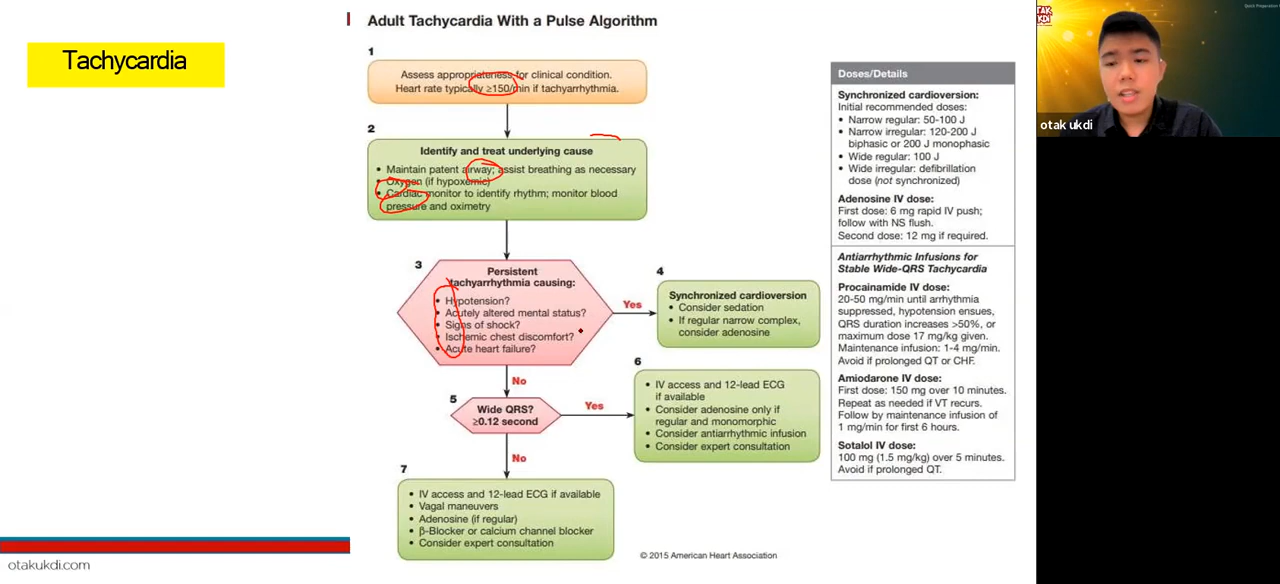 Tachycardia
Adult Tachycardia With a Pulse Algorithm
1
Assess appropriateness for clinical condition.
Heart rate typically ≥150/min if tachyarrhythmia.
2
Identify and treat underlying cause
• Maintain patent airway; assist breathing as necessary
• Oxygen (if hypoxemic)
• Cardiac monitor to identify rhythm; monitor blood
pressure and oximetry
3
Persistent
tachyarrhythmia causing:
• Hypotension?
• Acutely altered mental status?
• Signs of shock?
• Ischemic chest discomfort?
• Acute heart failure?
Yes
4
Synchronized cardioversion
• Consider sedation
• If regular narrow complex,
consider adenosine
No
5
Wide QRS?
≥0.12 second
Yes
6
• IV access and 12-lead ECG
if available
• Consider adenosine only if
regular and monomorphic
• Consider antiarrhythmic infusion
• Consider expert consultation
No
7
• IV access and 12-lead ECG if available
• Vagal maneuvers
• Adenosine (if regular)
• β-Blocker or calcium channel blocker
• Consider expert consultation
Doses/Details
Synchronized cardioversion:
Initial recommended doses:
• Narrow regular: 50-100 J
• Narrow irregular: 120-200 J
biphasic or 200 J monophasic
• Wide regular: 100 J
• Wide irregular: defibrillation
dose (not synchronized)
Adenosine IV dose:
First dose: 6 mg rapid IV push;
follow with NS flush.
Second dose: 12 mg if required.
Antiarrhythmic Infusions for
Stable Wide-QRS Tachycardia
Procainamide IV dose:
20-50 mg/min until arrhythmia
suppressed, hypotension ensues,
QRS duration increases >50%, or
maximum dose 17 mg/kg given.
Maintenance infusion: 1-4 mg/min.
Avoid if prolonged QT or CHF.
Amiodarone IV dose:
First dose: 150 mg over 10 minutes.
Repeat as needed if VT recurs.
Follow by maintenance infusion of
1 mg/min for first 6 hours.
Sotalol IV dose:
100 mg (1.5 mg/kg) over 5 minutes.
Avoid if prolonged QT.
© 2015 American Heart Association
otakukdi.com
TAK
KDI
Quick Preparation
otak ukdi